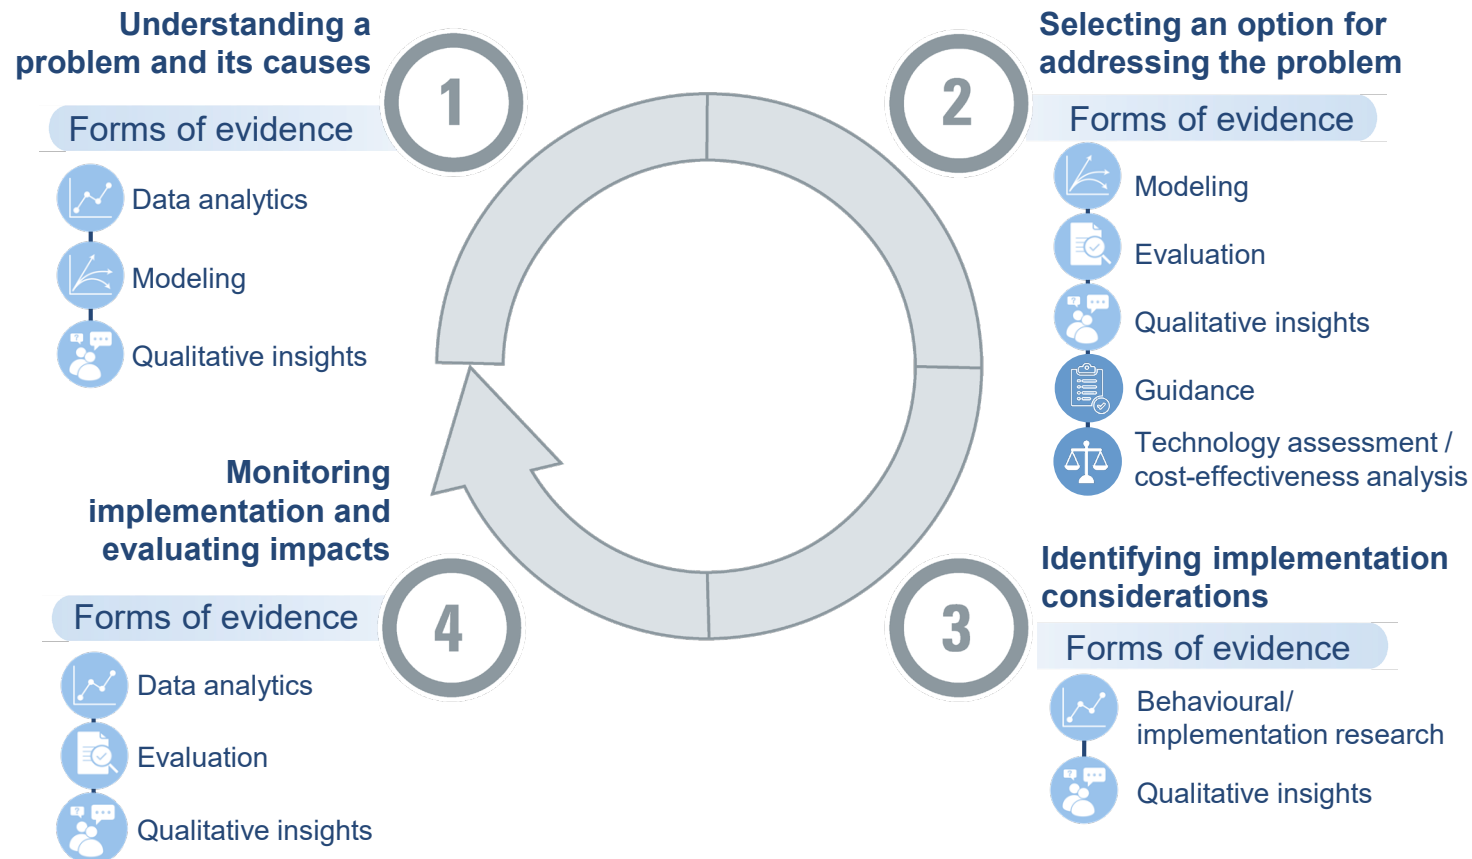 Understanding a
problem and its causes
1
Forms of evidence
Data analytics
Modeling
Qualitative insights
2
Selecting an option for
addressing the problem
Forms of evidence
Modeling
Evaluation
Qualitative insights
Guidance
Technology assessment /
cost-effectiveness analysis
3
Identifying implementation
considerations
Forms of evidence
Behavioural/
implementation research
Qualitative insights
Monitoring
implementation and
evaluating impacts
4
Forms of evidence
Data analytics
Evaluation
Qualitative insights